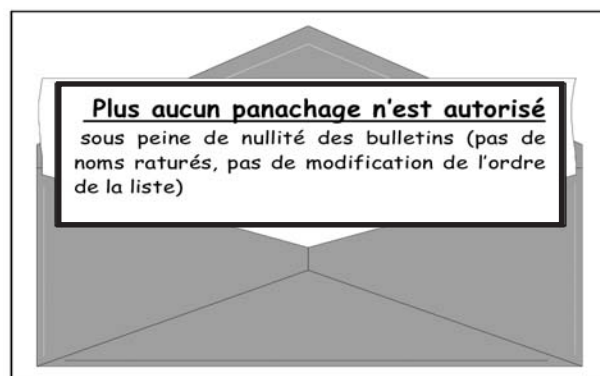 Plus aucun panachage n'est autorisé
sous peine de nullité des bulletins (pas de
noms raturés, pas de modification de l'ordre
de la liste)